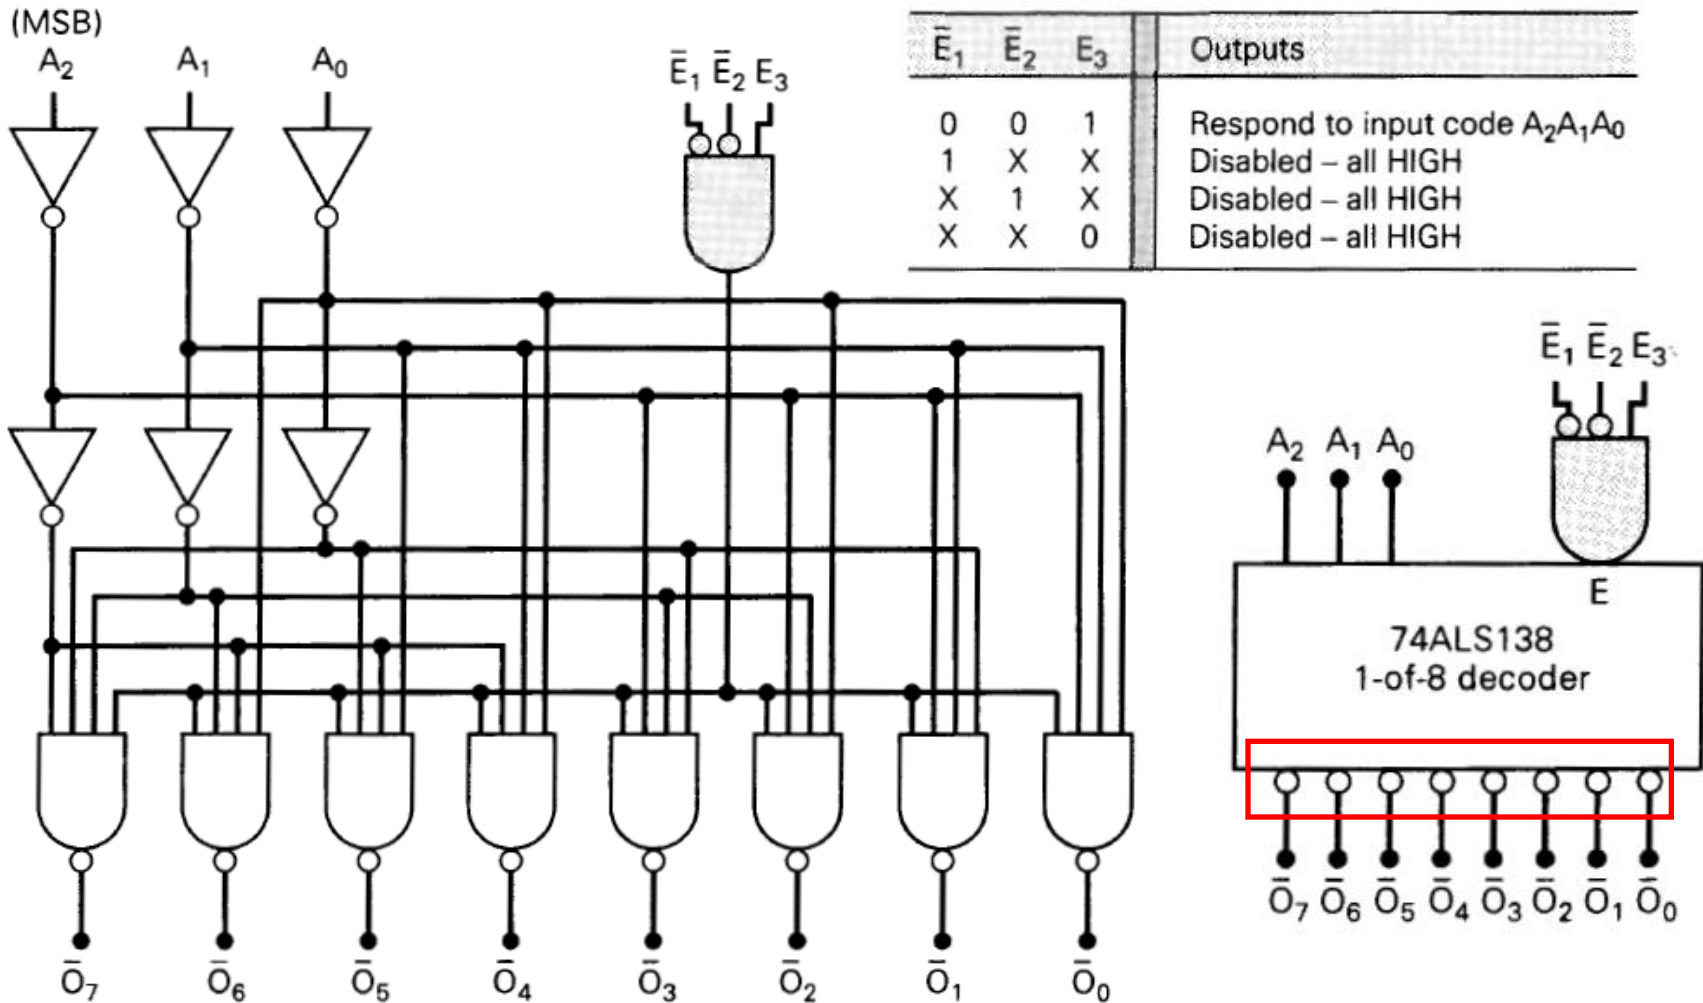 (MSB)
A₂ A₁ A₀
Ē₁ Ē₂ E₃
Ē₁ Ē₂ E₃ Outputs
0 0 1 Respond to input code A₂A₁A₀
1 X X Disabled – all HIGH
X 1 X Disabled – all HIGH
X X 0 Disabled – all HIGH
Ē₁ Ē₂ E₃
A₂ A₁ A₀
E
74ALS138
1-of-8 decoder
Ō₇ Ō₆ Ō₅ Ō₄ Ō₃ Ō₂ Ō₁ Ō₀
Ō₇ Ō₆ Ō₅ Ō₄ Ō₃ Ō₂ Ō₁ Ō₀